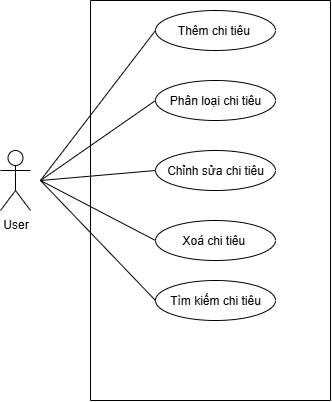 Thêm chi tiêu
Phân loại chi tiêu
Chỉnh sửa chi tiêu
User
Xoá chi tiêu
Tìm kiếm chi tiêu